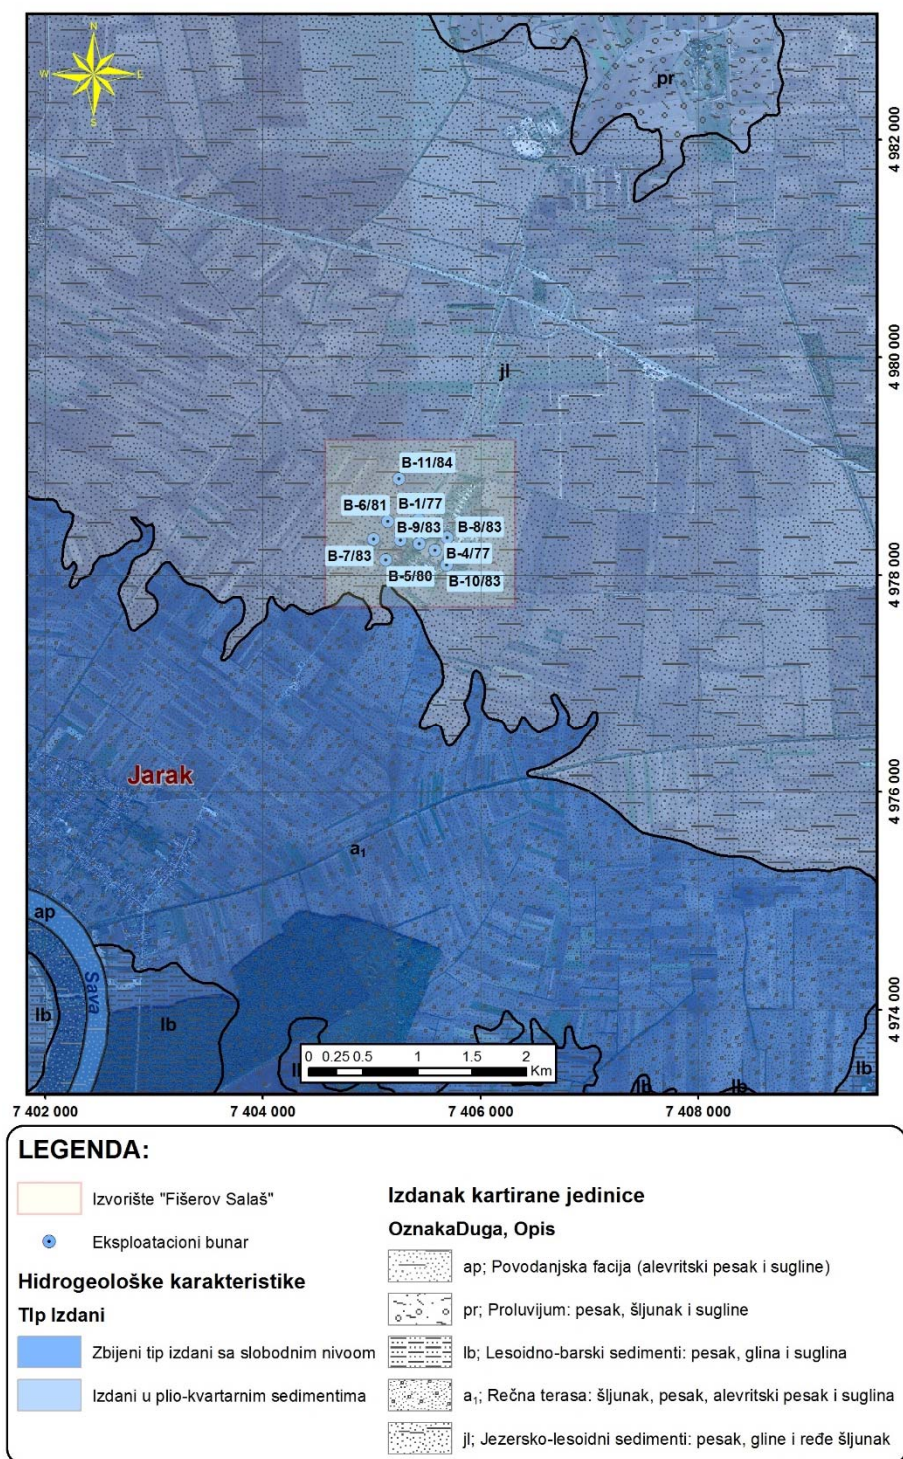 N
W E
S
pr
4 982 000
4 980 000
jl
B-11/84
B-6/81
B-1/77
B-9/83
B-8/83
B-7/83
B-4/77
B-5/80
B-10/83
4 978 000
Jarak
4 976 000
a₁
ap
Sava
lb
lb
4 974 000
lb
lb
lb
0 0.25 0.5 1 1.5 2
Km
7 402 000 7 404 000 7 406 000 7 408 000
LEGENDA:
Izvorište "Fišerov Salaš"
Eksploatacioni bunar
Hidrogeološke karakteristike
TIp Izdani
Zbijeni tip izdani sa slobodnim nivoom
Izdani u plio-kvartarnim sedimentima
Izdanak kartirane jedinice
OznakaDuga, Opis
ap; Povodanjska facija (alevritski pesak i sugline)
pr; Proluvijum: pesak, šljunak i sugline
lb; Lesoidno-barski sedimenti: pesak, glina i suglina
a₁; Rečna terasa: šljunak, pesak, alevritski pesak i suglina
jl; Jezersko-lesoidni sedimenti: pesak, gline i ređe šljunak